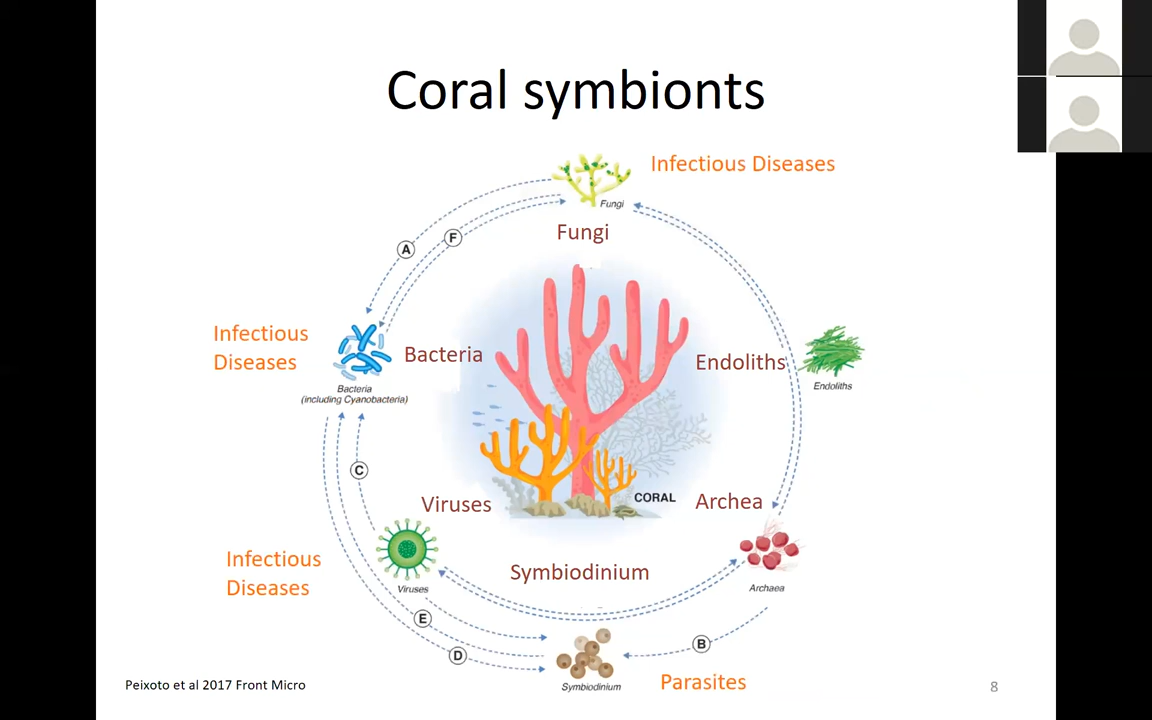 Coral symbionts
Infectious Diseases
Fungi
Fungi
F
A
Infectious
Diseases
Bacteria
Endoliths
Endoliths
Bacteria
(including Cyanobacteria)
C
CORAL
Viruses
Archea
Infectious
Diseases
Symbiodinium
Viruses
Archaea
E
B
D
Symbiodinium
Parasites
Peixoto et al 2017 Front Micro
8